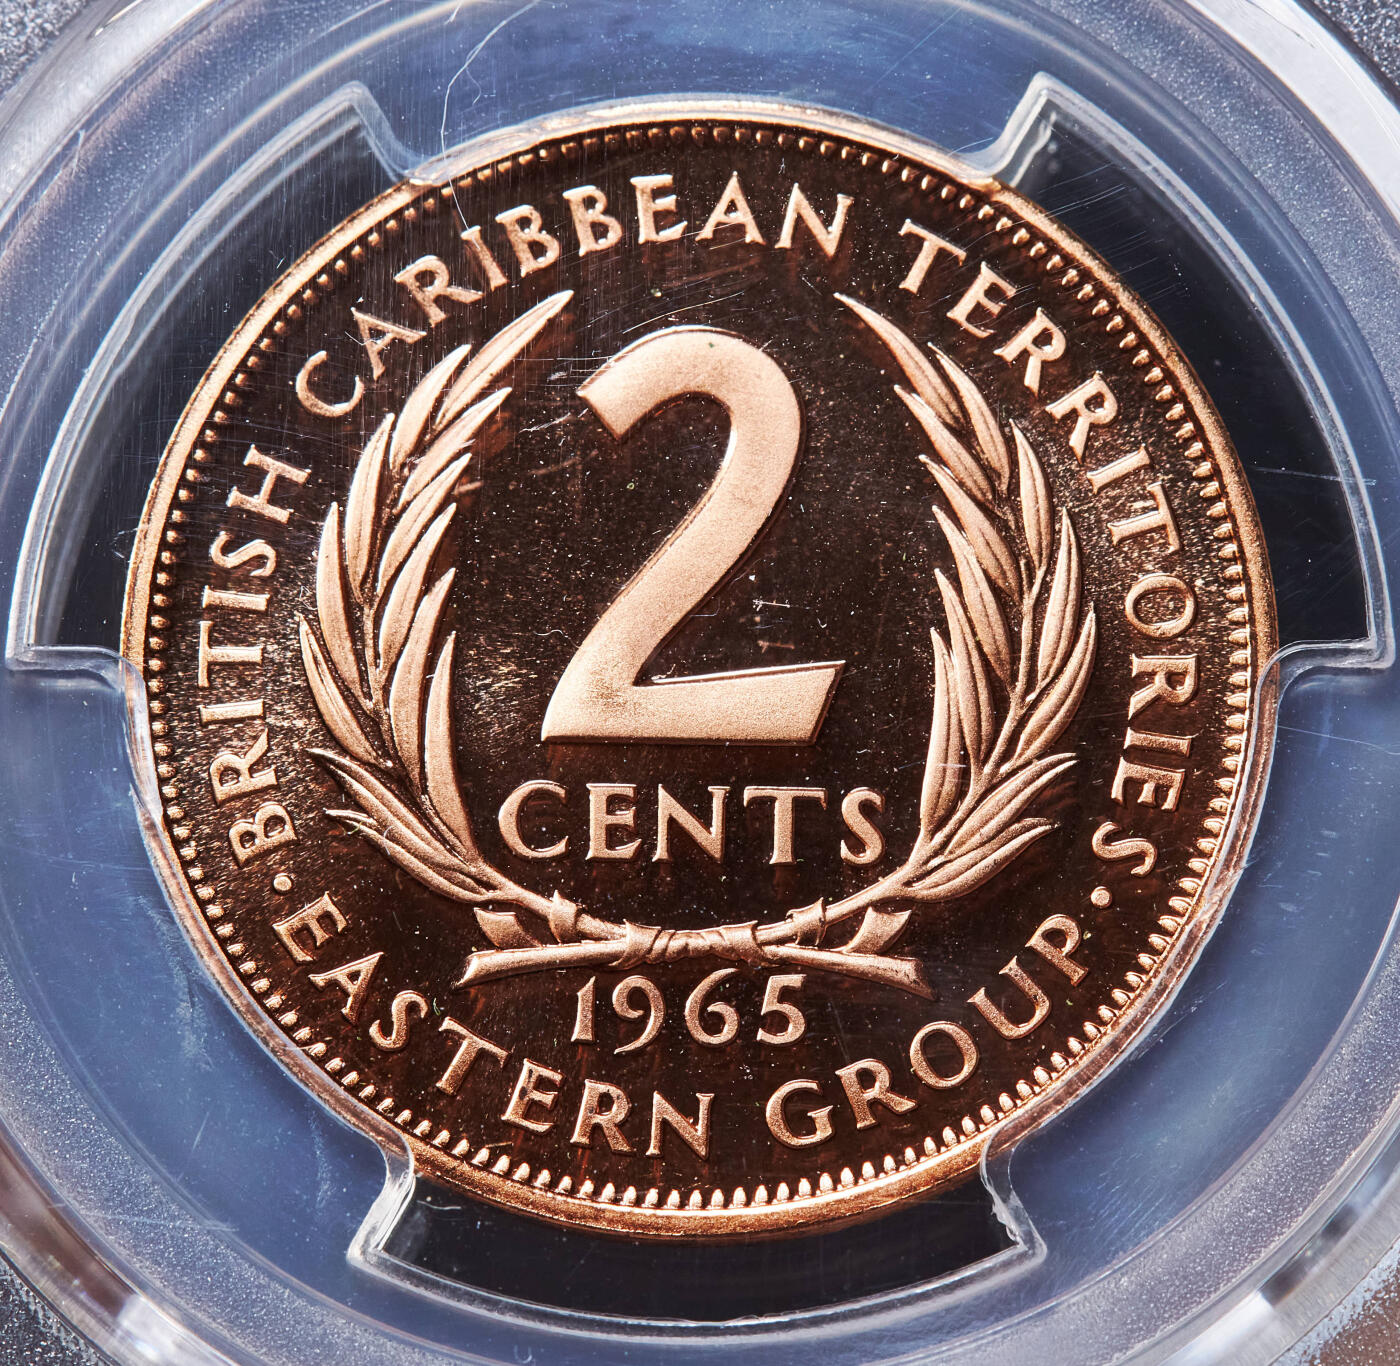 BRITISH CARIBBEAN TERRITORIES
2
CENTS
1965
· EASTERN GROUP ·